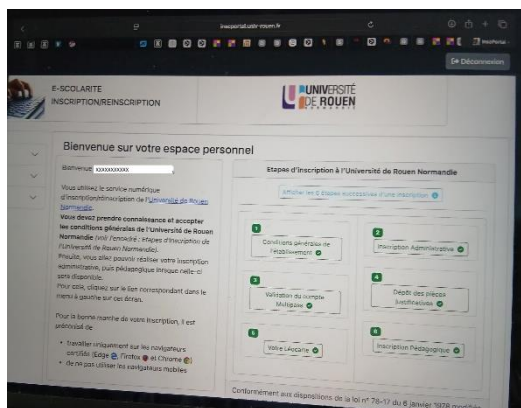 inscportail.univ-rouen.fr
Déconnexion
E-SCOLARITE
INSCRIPTION/REINSCRIPTION
UNIVERSITÉ
DE ROUEN
Bienvenue sur votre espace personnel
Bienvenue xxxxxxxxxxx
Vous utilisez le service numérique
d'inscription/réinscription de l'Université de Rouen
Normandie.
Vous devez prendre connaissance et accepter
les conditions générales de l'Université de Rouen
Normandie (voir l'encadré : Etapes d'inscription de
l'Université de Rouen Normandie).
Ensuite, vous allez pouvoir réaliser votre inscription
administrative, puis pédagogique lorsque celle-ci
sera disponible.
Pour cela, cliquez sur le lien correspondant dans le
menu à gauche sur cet écran.
Pour la bonne marche de votre inscription, il est
préconisé de
• travailler uniquement sur les navigateurs
certifiés (Edge, Firefox et Chrome)
• de ne pas utiliser les navigateurs mobiles
Etapes d'inscription à l'Université de Rouen Normandie
Afficher les 6 étapes successives d'une inscription
1
Conditions générales de
l'établissement
2
Inscription Administrative
3
Validation du compte
Multipass
4
Dépôt des pièces
justificatives
5
Votre Léocarte
6
Inscription Pédagogique
Conformément aux dispositions de la loi n° 78-17 du 6 janvier 1978 modifiée